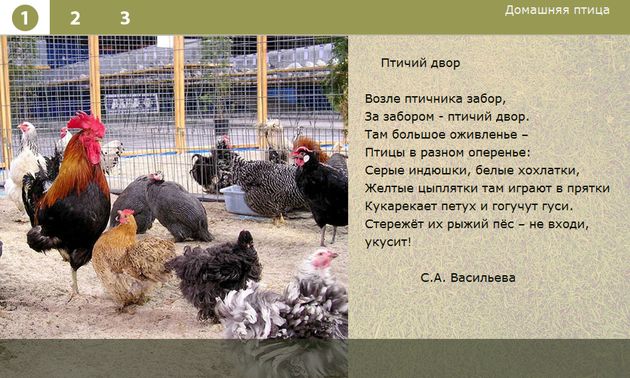 1 2 3
Домашняя птица
Птичий двор
Возле птичника забор,
За забором - птичий двор.
Там большое оживленье –
Птицы в разном оперенье:
Серые индюшки, белые хохлатки,
Желтые цыплятки там играют в прятки
Кукарекает петух и гогучут гуси.
Стережёт их рыжий пёс – не входи,
укусит!
С.А. Васильева